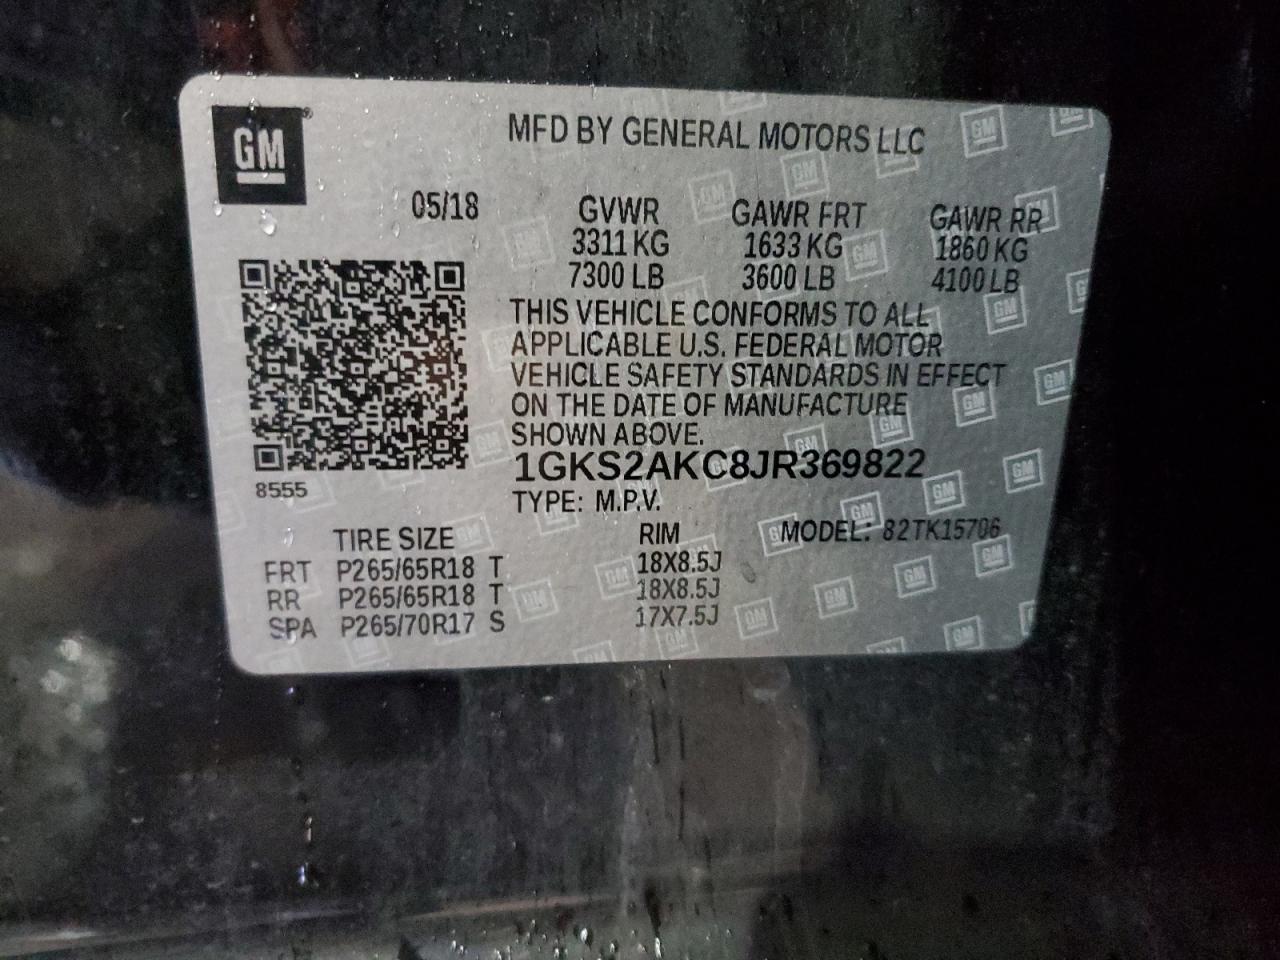 GM
MFD BY GENERAL MOTORS LLC
05/18 GVWR GAWR FRT GAWR RR
3311 KG 1633 KG 1860 KG
7300 LB 3600 LB 4100 LB
THIS VEHICLE CONFORMS TO ALL
APPLICABLE U.S. FEDERAL MOTOR
VEHICLE SAFETY STANDARDS IN EFFECT
ON THE DATE OF MANUFACTURE
SHOWN ABOVE.
1GKS2AKC8JR369822
8555
TYPE: M.P.V.
TIRE SIZE RIM MODEL: 82TK15706
FRT P265/65R18 T 18X8.5J
RR P265/65R18 T 18X8.5J
SPA P265/70R17 S 17X7.5J